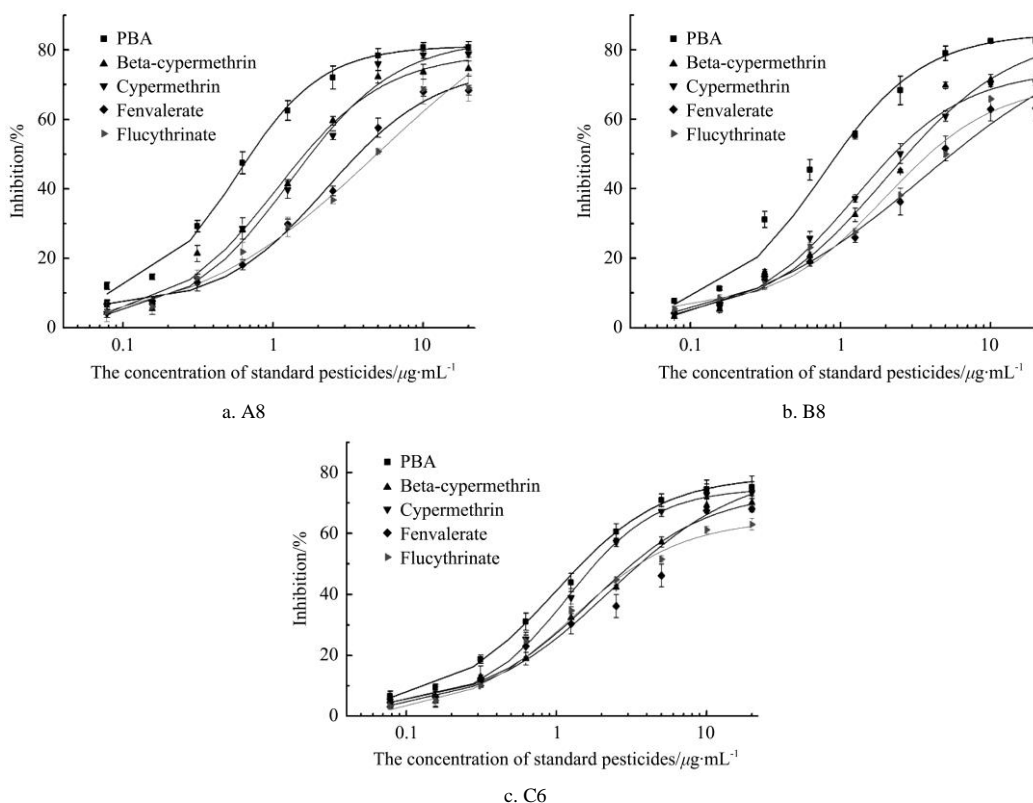 PBA
Beta-cypermethrin
Cypermethrin
Fenvalerate
Flucythrinate
Inhibition/%
80
60
40
20
0
0.1 1 10
The concentration of standard pesticides/μg·mL⁻¹
a. A8
PBA
Beta-cypermethrin
Cypermethrin
Fenvalerate
Flucythrinate
Inhibition/%
80
60
40
20
0
0.1 1 10
The concentration of standard pesticides/μg·mL⁻¹
b. B8
PBA
Beta-cypermethrin
Cypermethrin
Fenvalerate
Flucythrinate
Inhibition/%
80
60
40
20
0
0.1 1 10
The concentration of standard pesticides/μg·mL⁻¹
c. C6